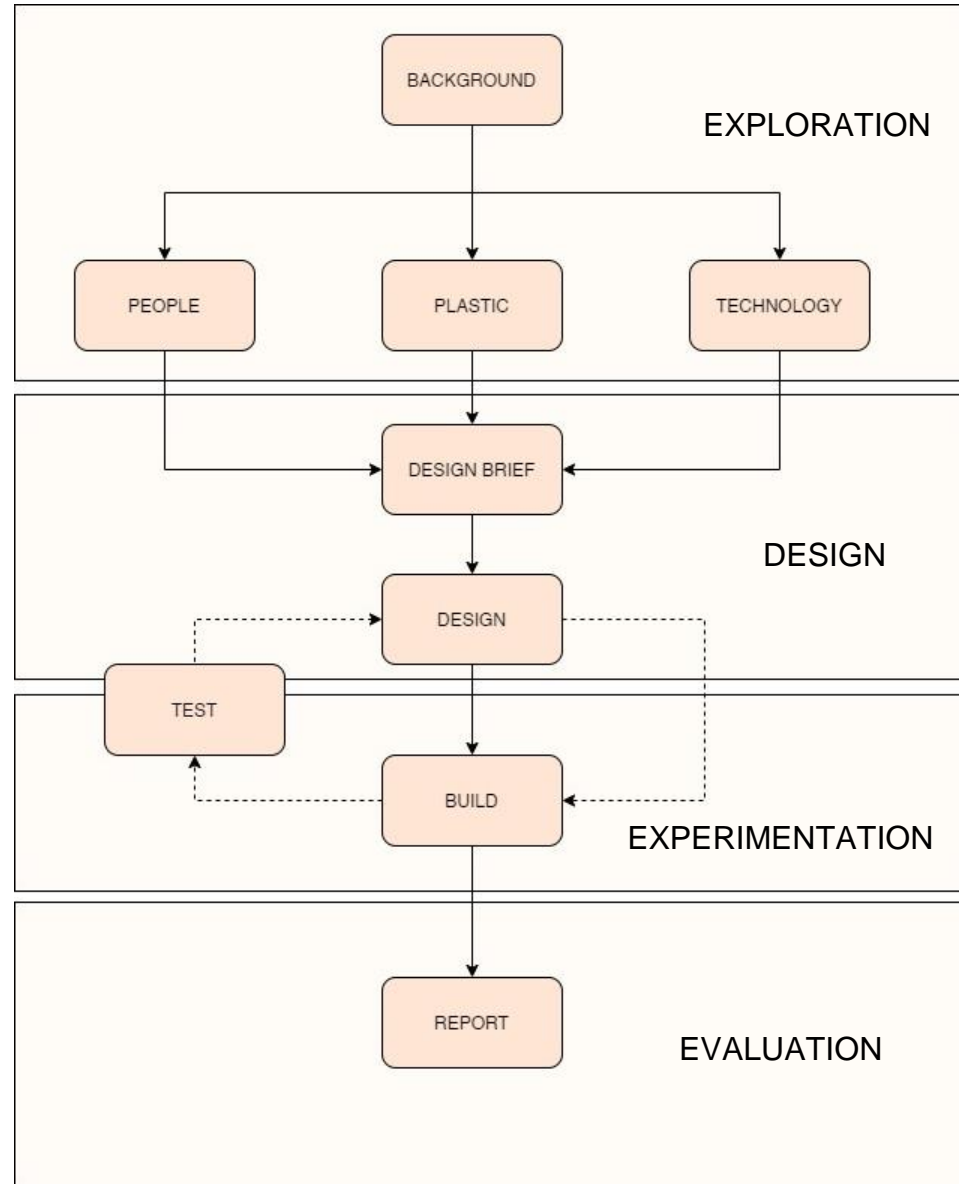 BACKGROUND
EXPLORATION
PEOPLE
PLASTIC
TECHNOLOGY
DESIGN BRIEF
DESIGN
DESIGN
TEST
BUILD
EXPERIMENTATION
REPORT
EVALUATION